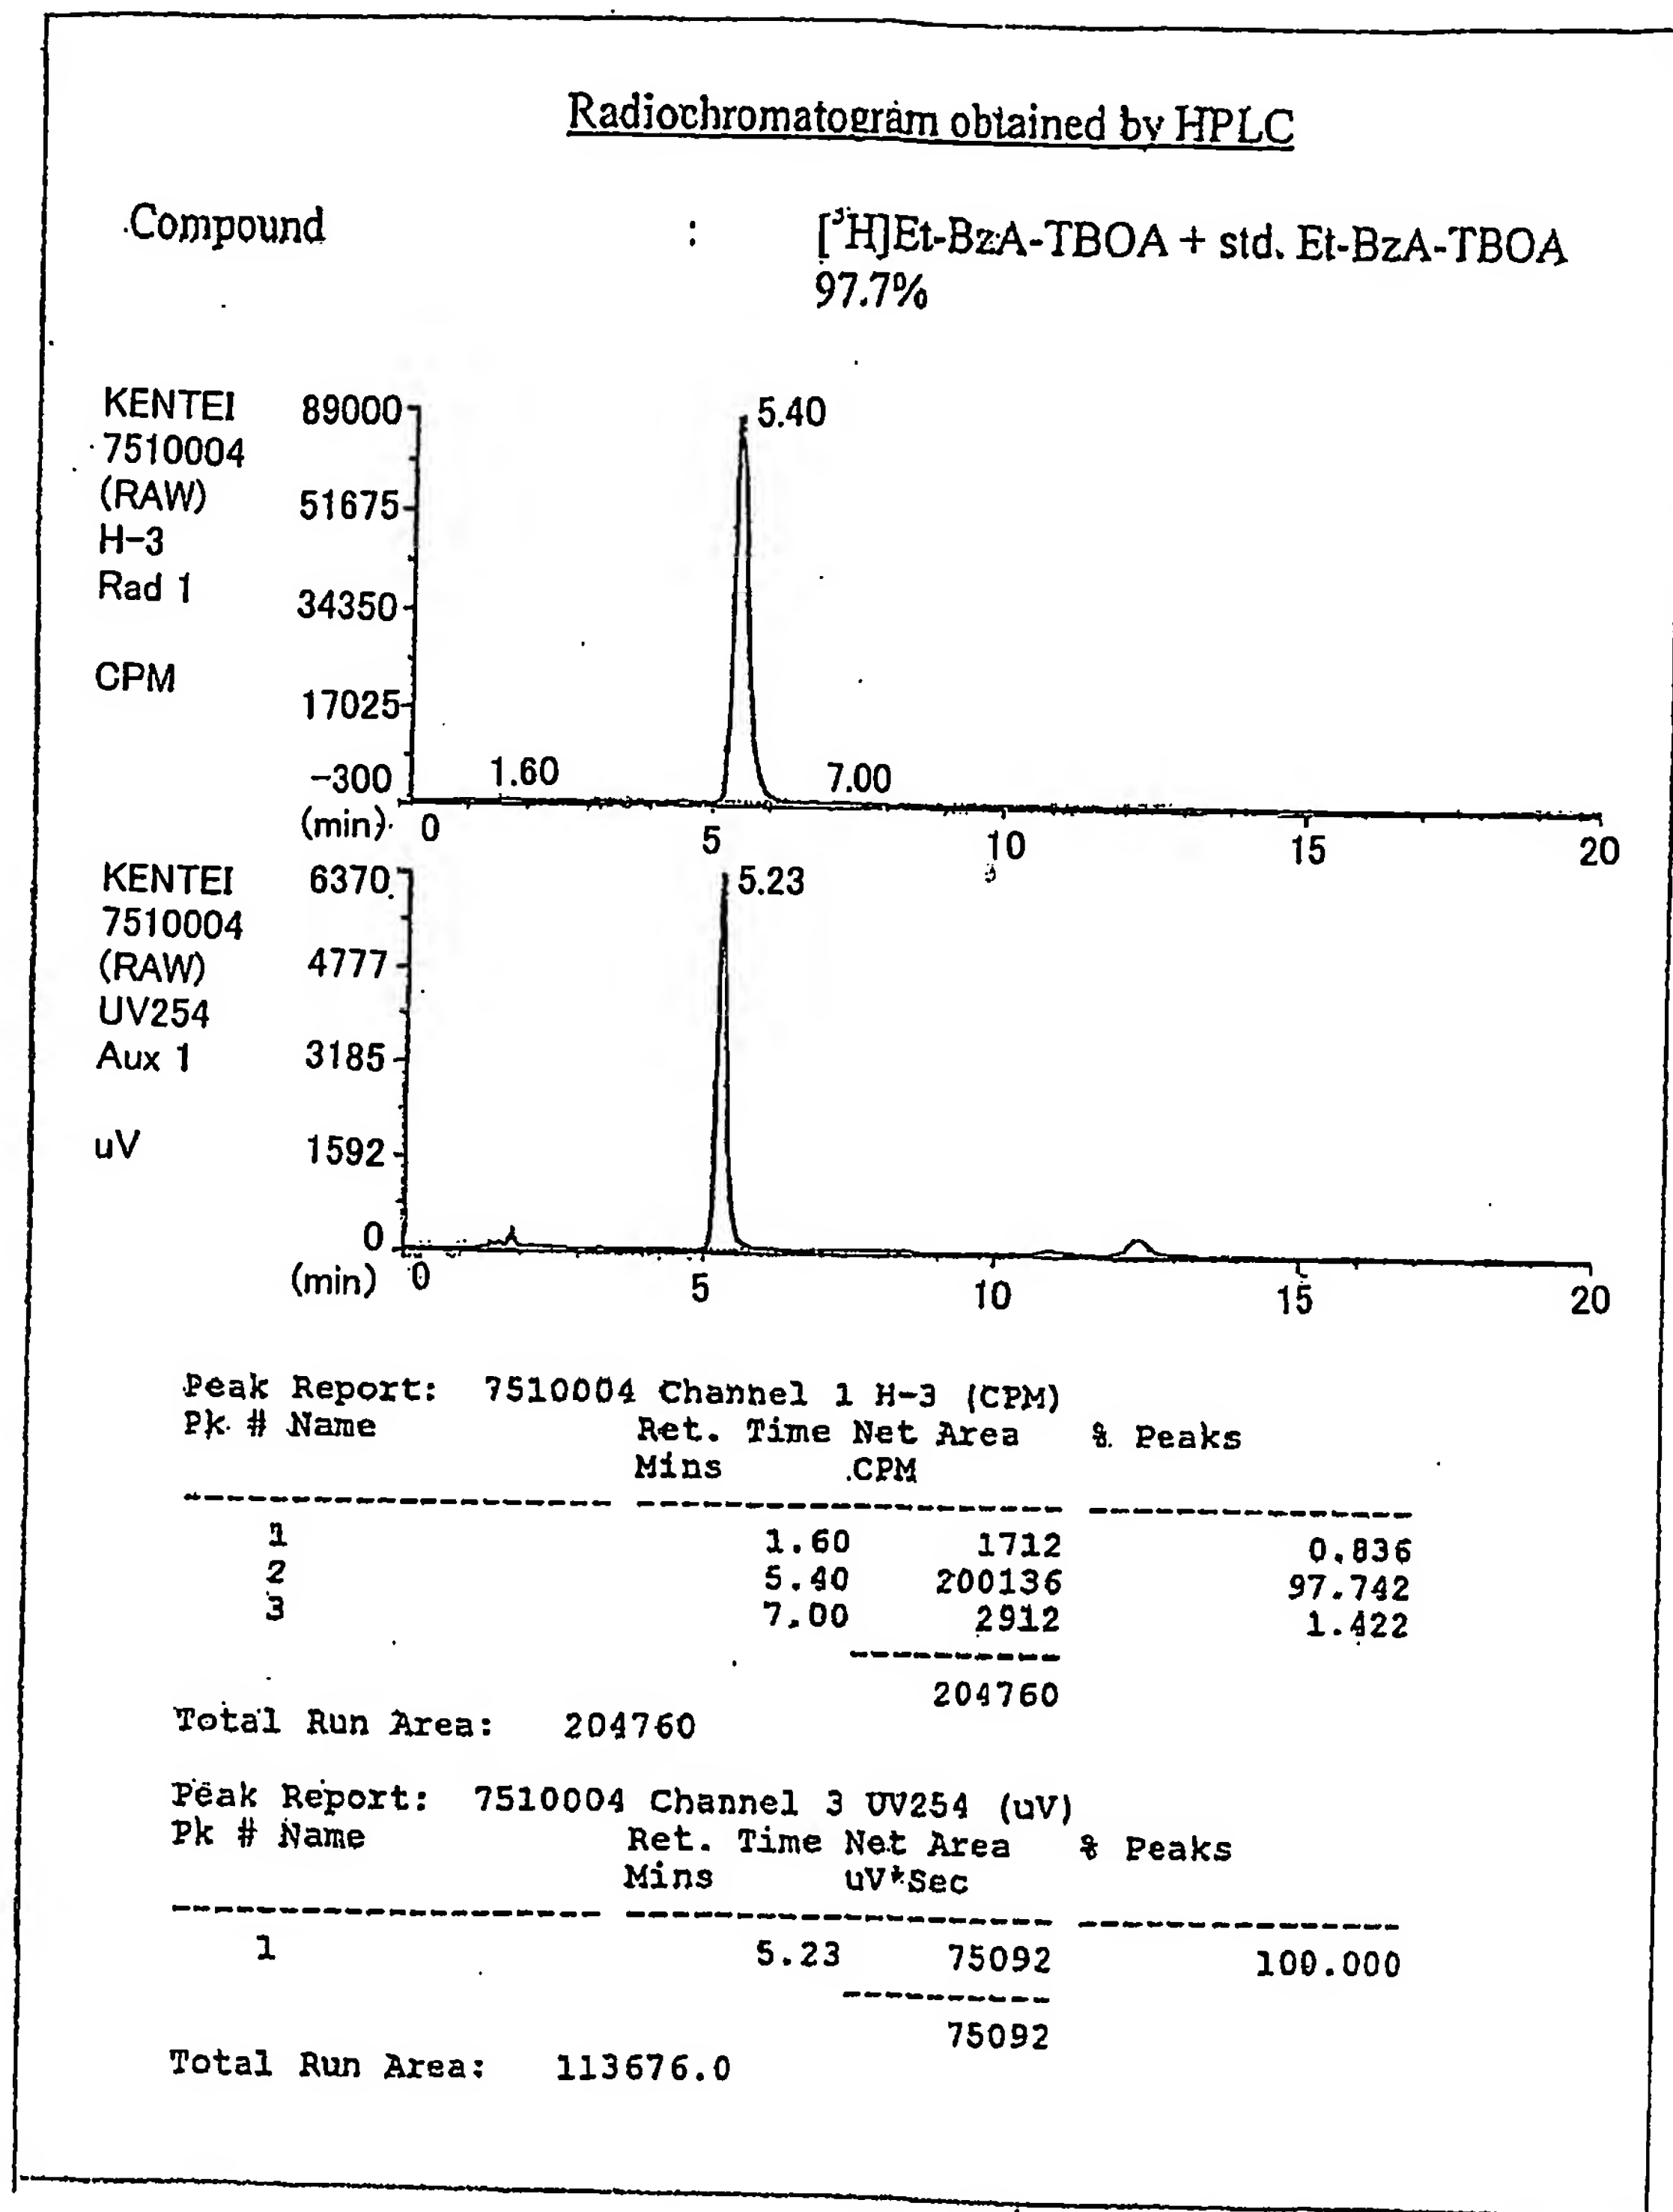 Radiochromatogram obtained by HPLC
Compound : [³H]Et-BzA-TBOA + std. Et-BzA-TBOA
97.7%
KENTEI
7510004
(RAW)
H-3
Rad 1
CPM
89000
51675
34350
17025
-300
5.40
1.60
7.00
(min) 0 5 10 15 20
KENTEI
7510004
(RAW)
UV254
Aux 1
uV
6370
4777
3185
1592
0
5.23
(min) 0 5 10 15 20
Peak Report: 7510004 Channel 1 H-3 (CPM)
Pk # Name Ret. Time Net Area % Peaks
Mins CPM
1 1.60 1712 0.836
2 5.40 200136 97.742
3 7.00 2912 1.422
204760
Total Run Area: 204760
Peak Report: 7510004 Channel 3 UV254 (uV)
Pk # Name Ret. Time Net Area % Peaks
Mins uV*Sec
1 5.23 75092 100.000
75092
Total Run Area: 113676.0